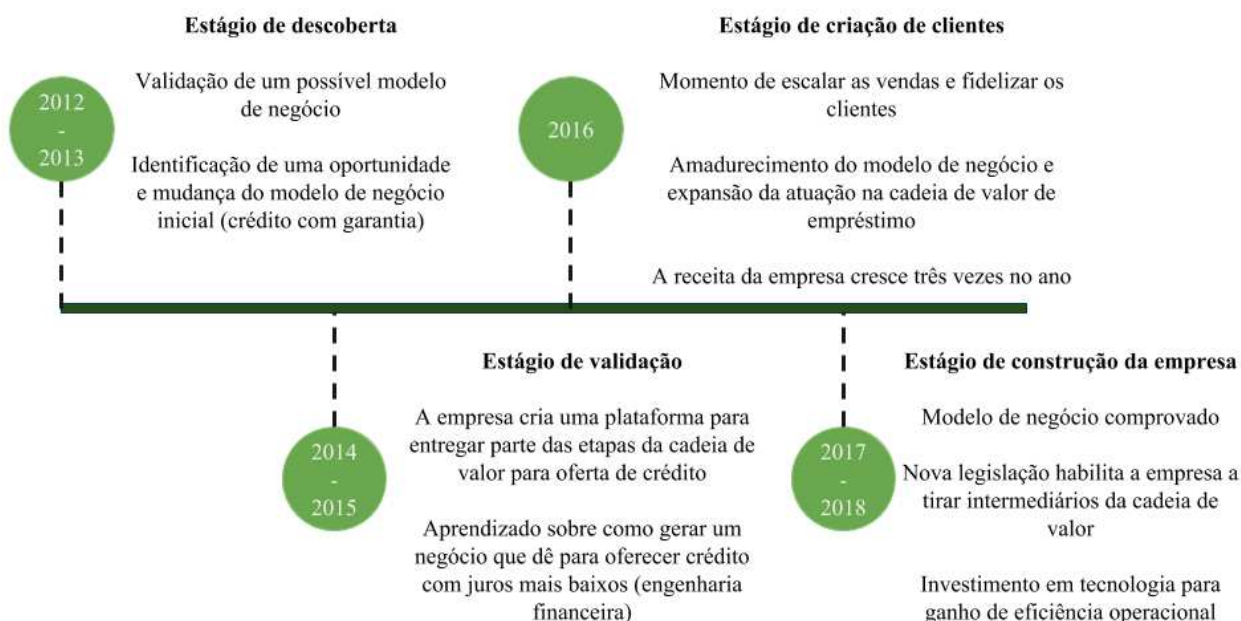 Estágio de descoberta
Validação de um possível modelo
de negócio
Identificação de uma oportunidade
e mudança do modelo de negócio
inicial (crédito com garantia)
2012
-
2013
Estágio de criação de clientes
Momento de escalar as vendas e fidelizar os
clientes
Amadurecimento do modelo de negócio e
expansão da atuação na cadeia de valor de
empréstimo
A receita da empresa cresce três vezes no ano
2016
Estágio de validação
A empresa cria uma plataforma para
entregar parte das etapas da cadeia de
valor para oferta de crédito
Aprendizado sobre como gerar um
negócio que dê para oferecer crédito
com juros mais baixos (engenharia
financeira)
2014
-
2015
Estágio de construção da empresa
Modelo de negócio comprovado
Nova legislação habilita a empresa a
tirar intermediários da cadeia de
valor
Investimento em tecnologia para
ganho de eficiência operacional
2017
-
2018